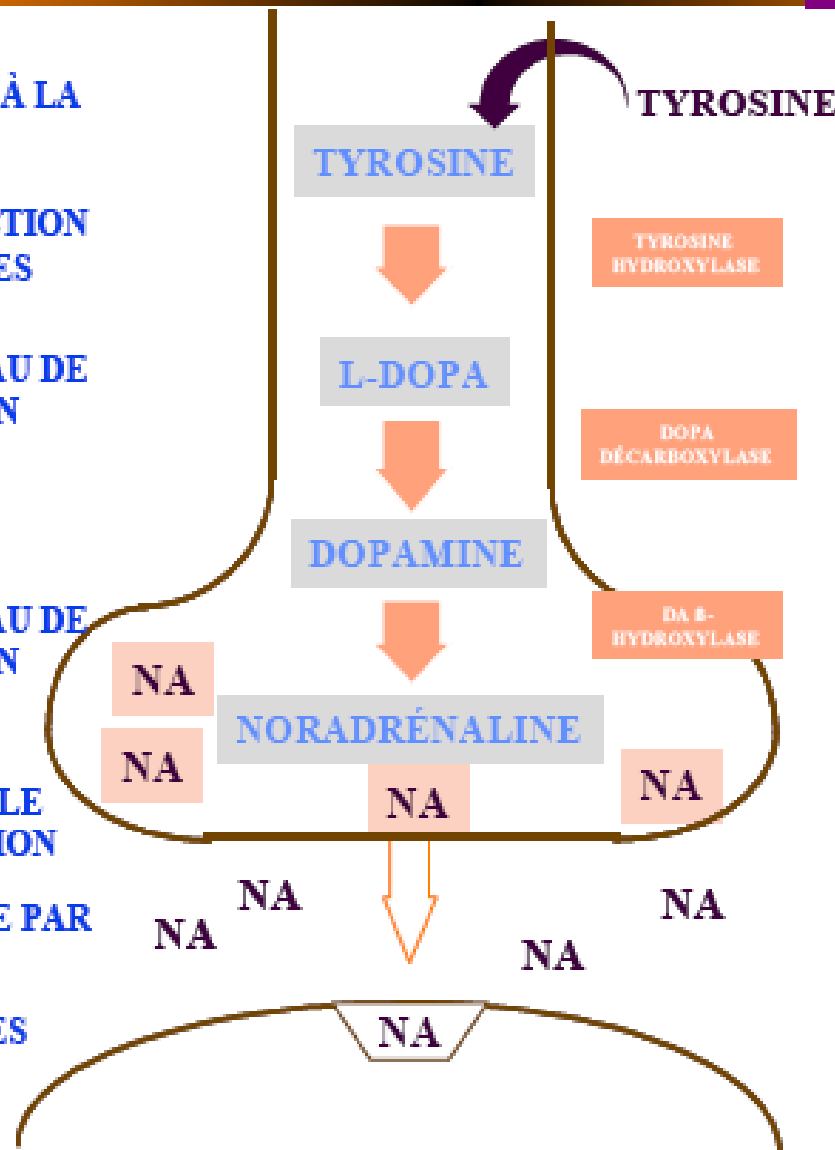 À LA
TYROSINE
TYROSINE
CTION
ES
TYROSINE
HYDROXYLASE
AU DE
N
L-DOPA
DOPA
DÉCARBOXYLASE
DOPAMINE
AU DE
N
DA ß-
HYDROXYLASE
NA
NORADRÉNALINE
NA
NA
NA
LE
ION
NA
NA
E PAR
NA
NA
ES
NA